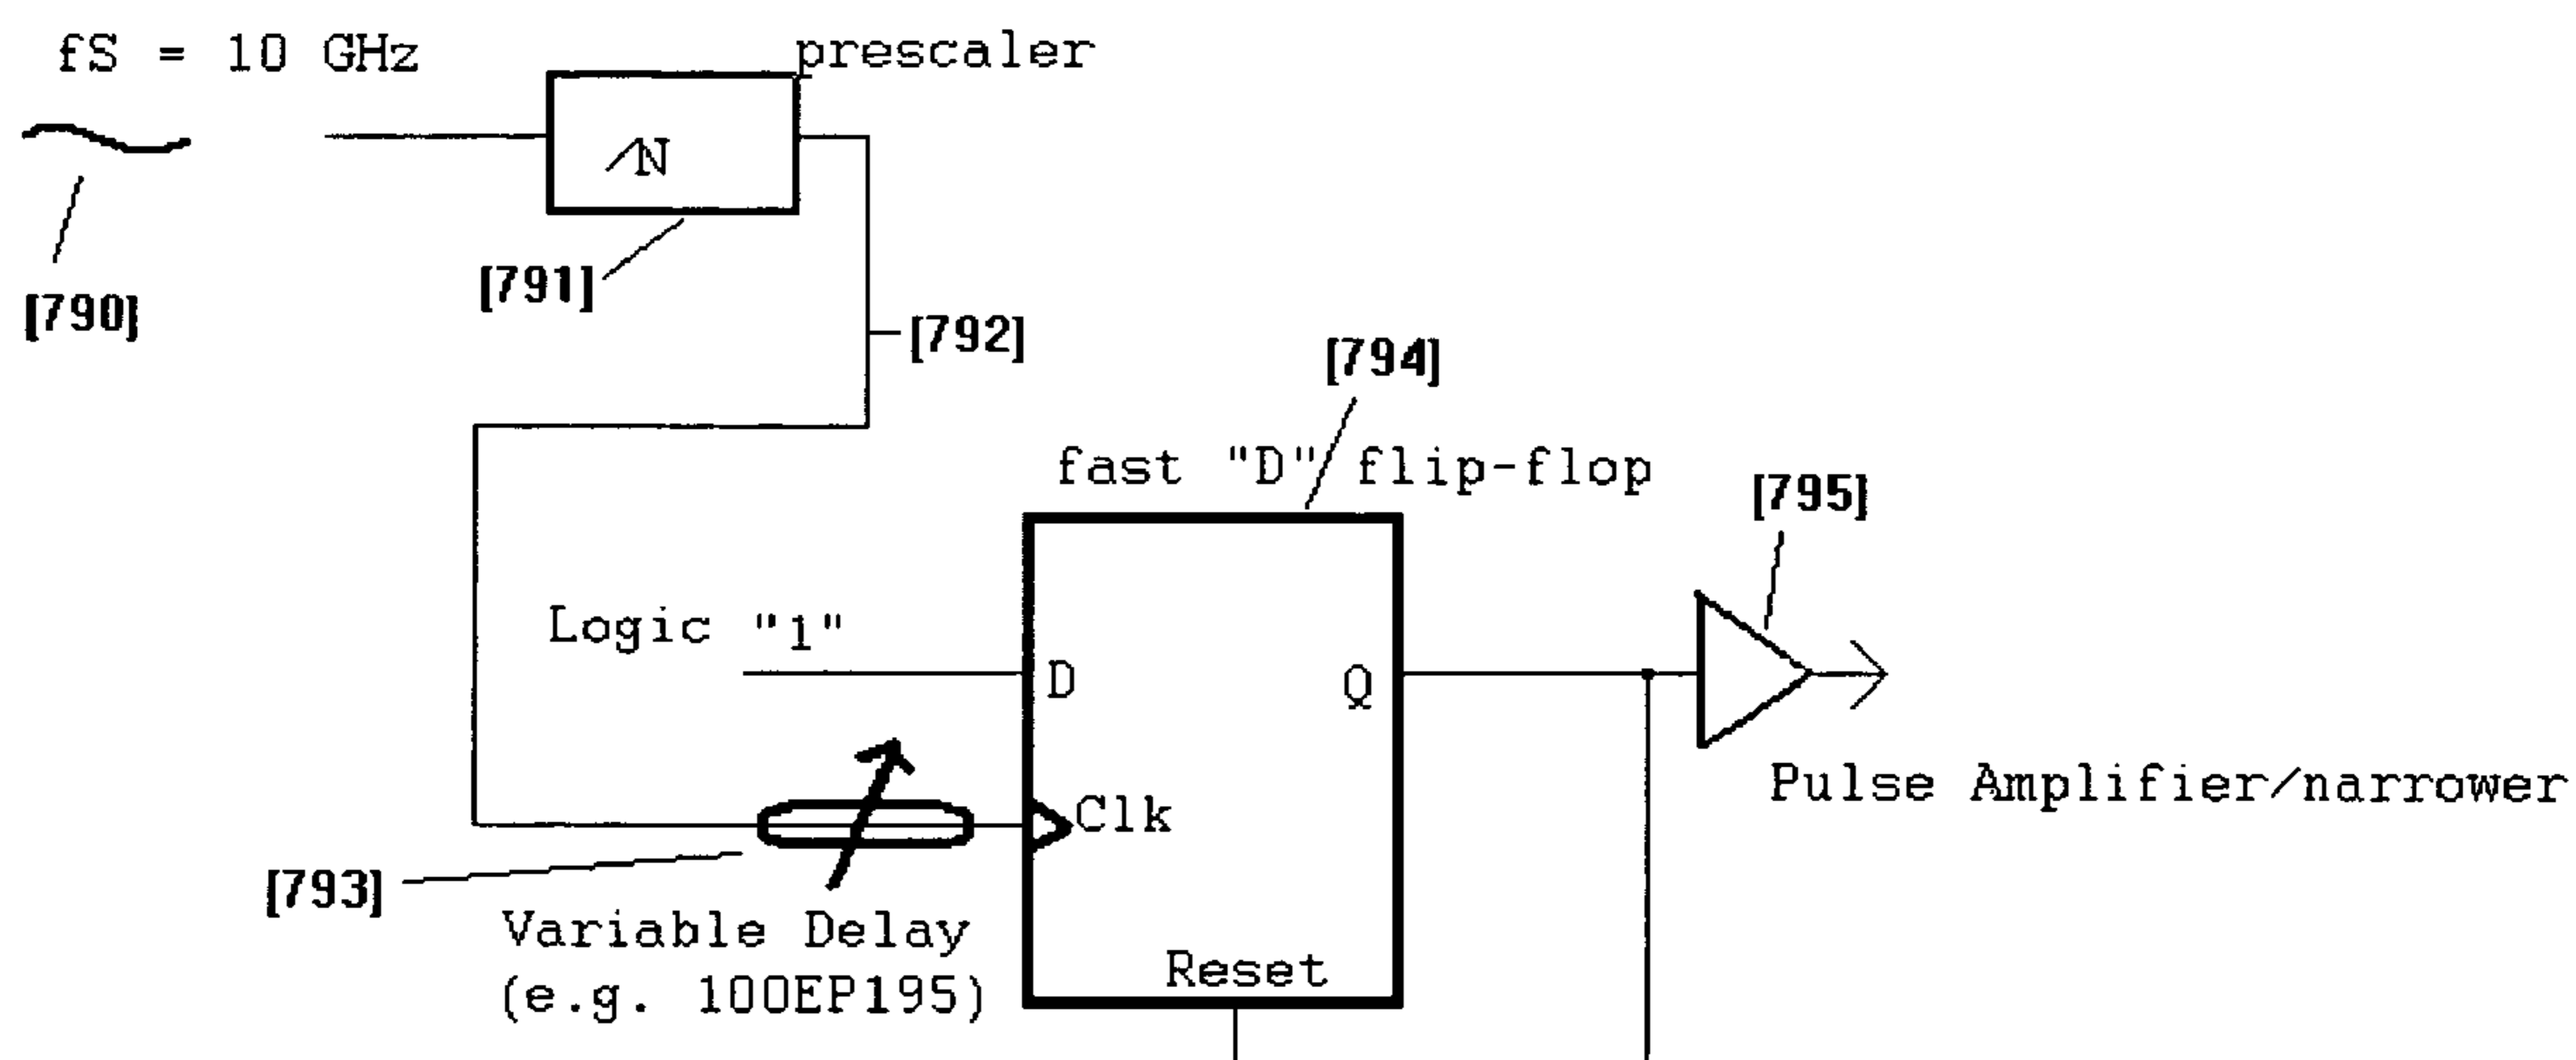 fS = 10 GHz
prescaler
/N
[790]
[791]
[792]
[794]
fast "D" flip-flop
[795]
Logic "1"
D
Q
Clk
Pulse Amplifier/narrower
[793]
Variable Delay
(e.g. 100EP195)
Reset